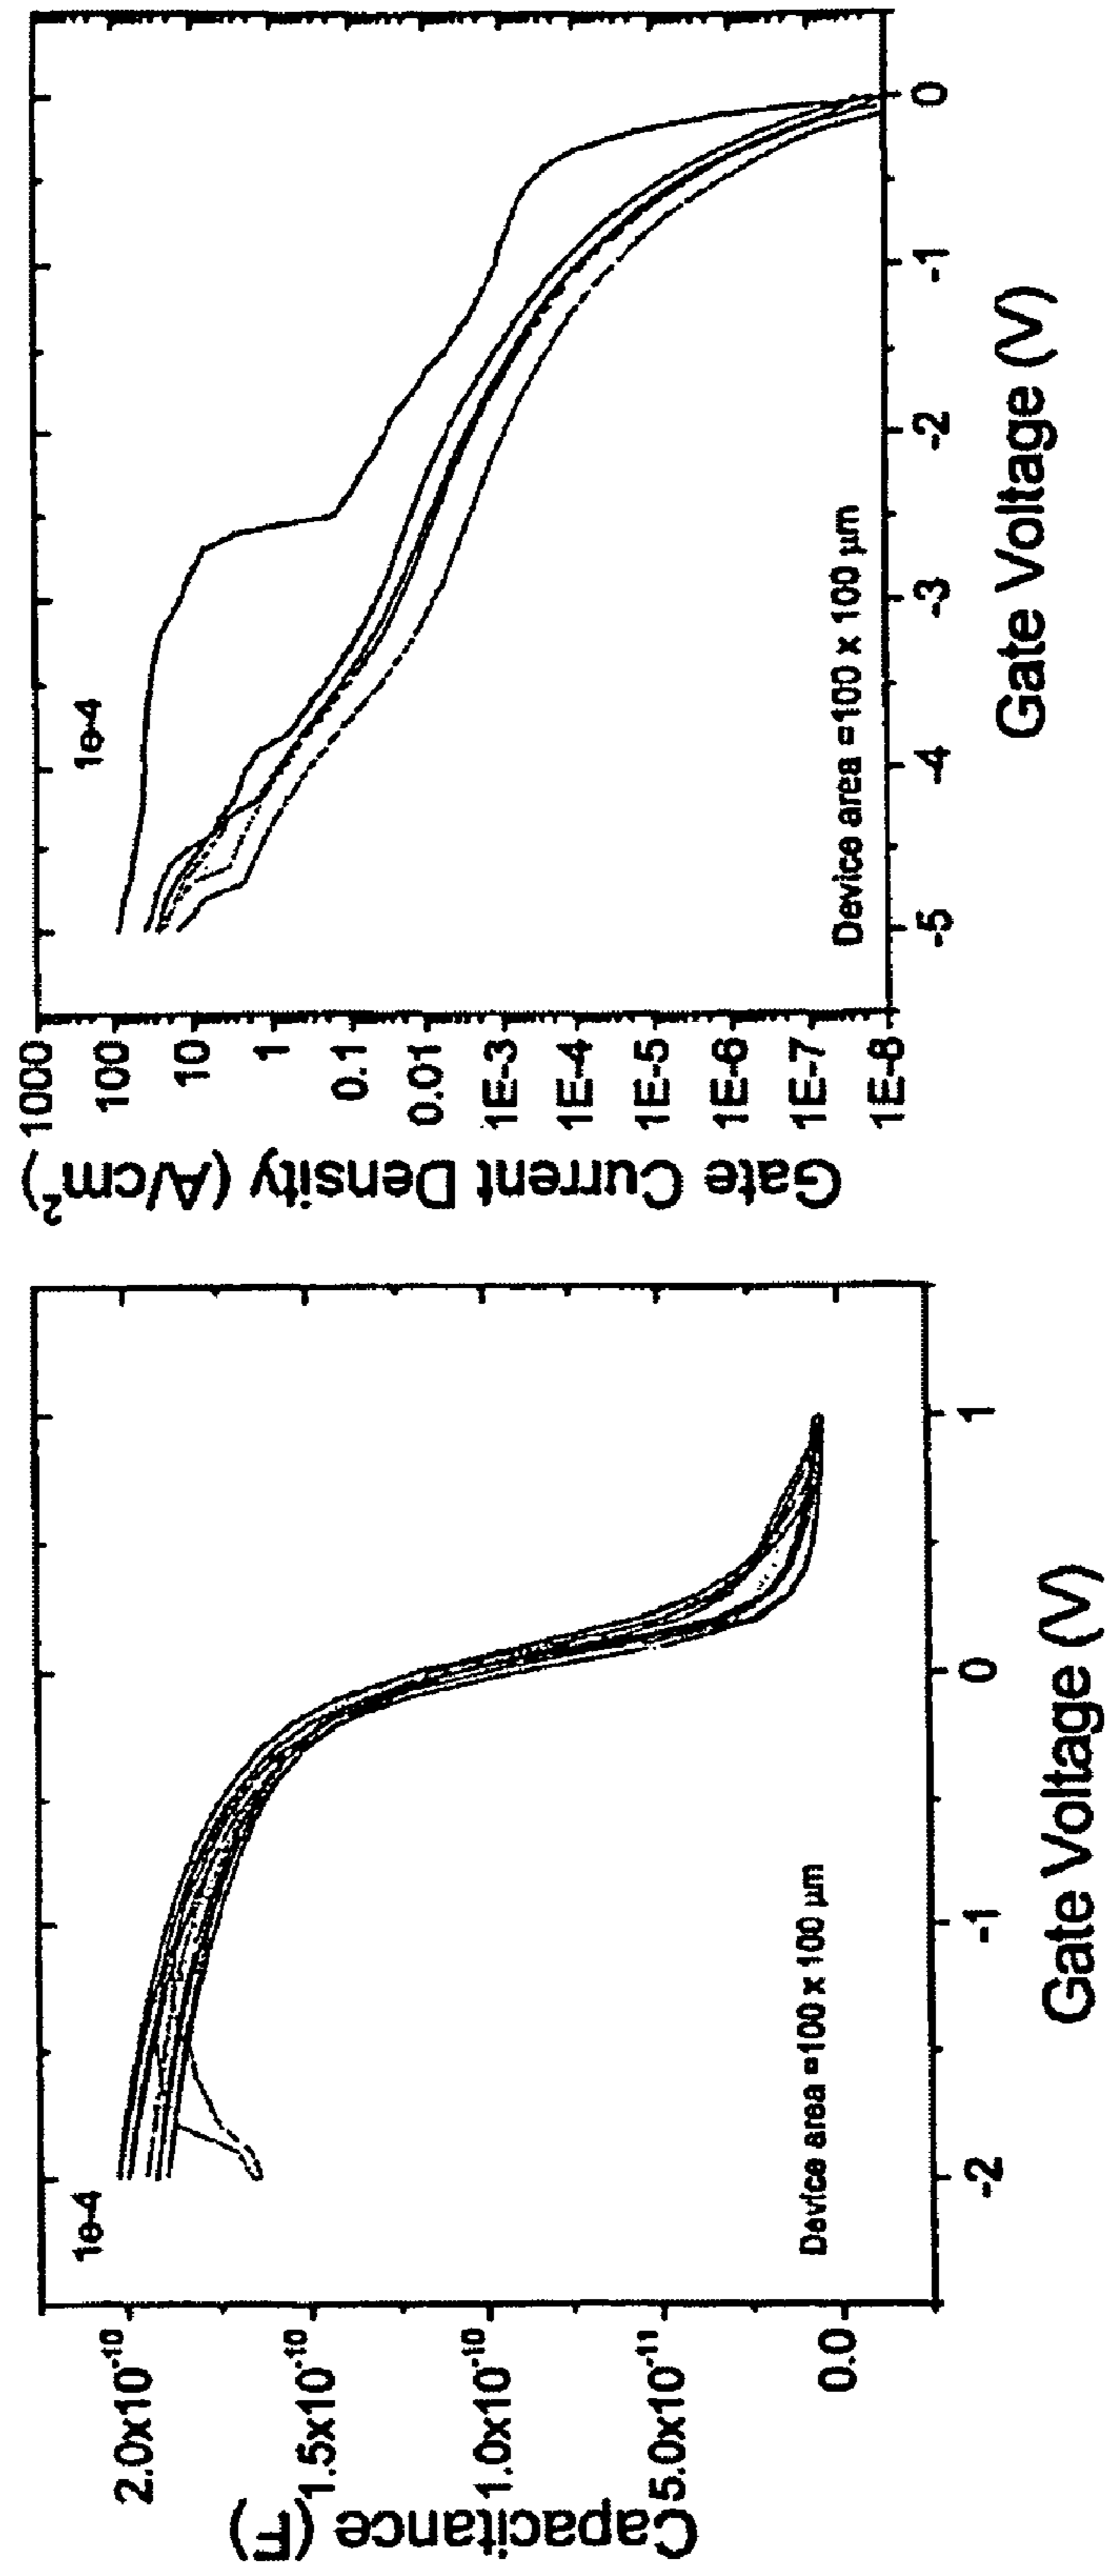 Capacitance (F)
2.0x10⁻¹⁰
1.5x10⁻¹⁰
1.0x10⁻¹⁰
5.0x10⁻¹¹
0.0
1e-4
Device area =100 x 100 µm
-2
-1
0
1
Gate Voltage (V)
Gate Current Density (A/cm²)
1000
100
10
1
0.1
0.01
1E-3
1E-4
1E-5
1E-6
1E-7
1E-8
1e-4
Device area =100 x 100 µm
-5
-4
-3
-2
-1
0
Gate Voltage (V)